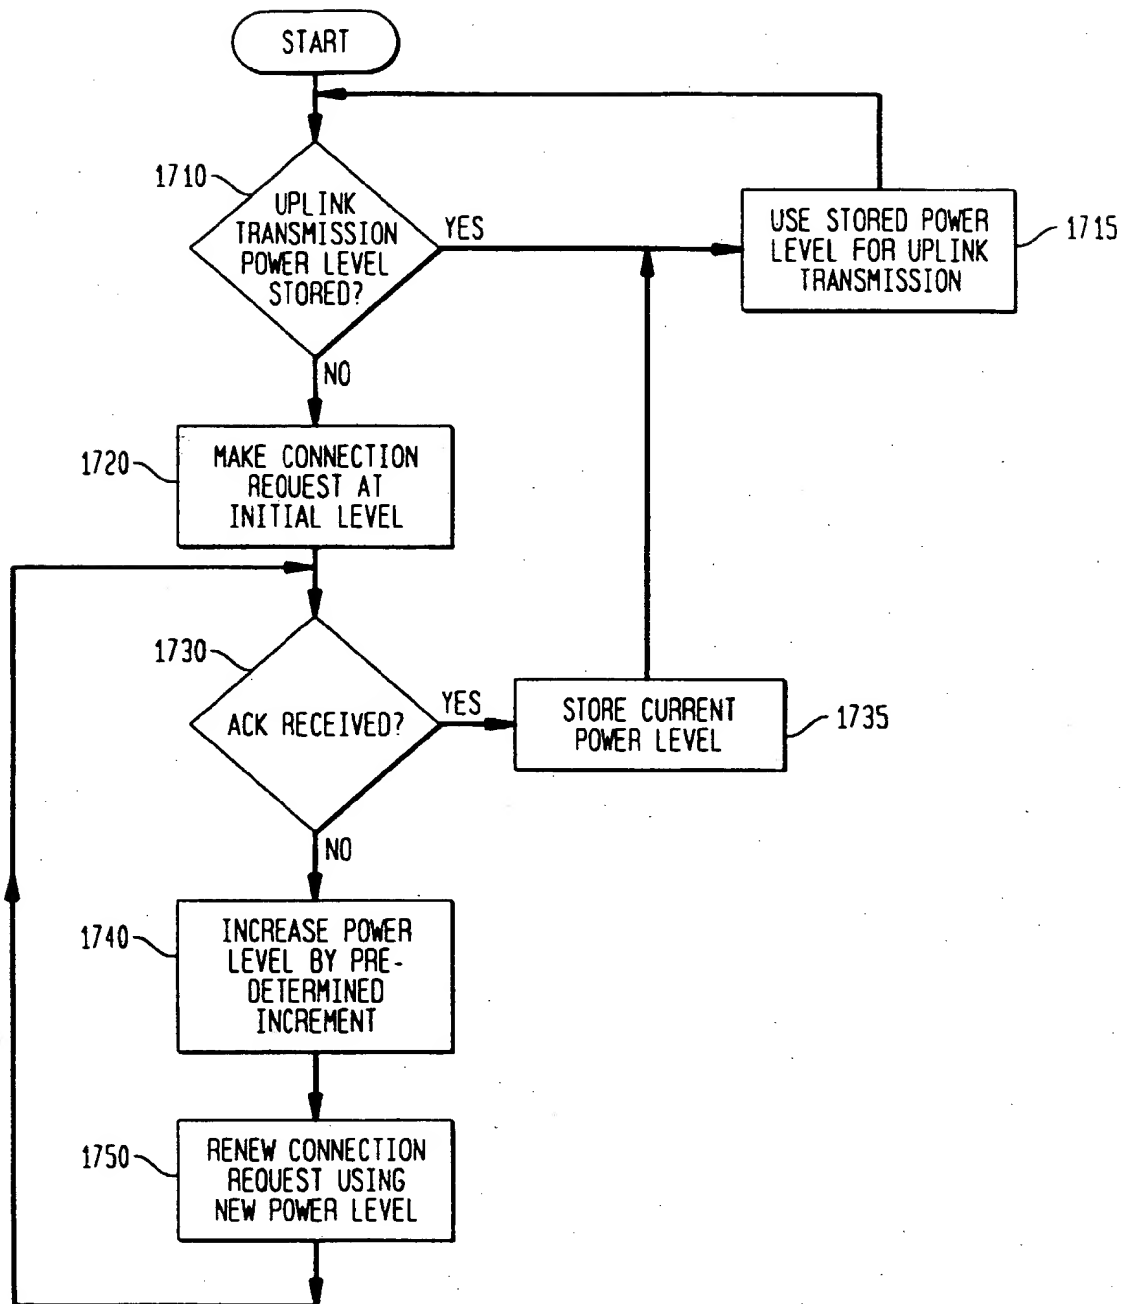 START
1710
UPLINK
TRANSMISSION
POWER LEVEL
STORED?
YES
USE STORED POWER
LEVEL FOR UPLINK
TRANSMISSION
1715
NO
1720
MAKE CONNECTION
REQUEST AT
INITIAL LEVEL
1730
ACK RECEIVED?
YES
STORE CURRENT
POWER LEVEL
1735
NO
1740
INCREASE POWER
LEVEL BY PRE-
DETERMINED
INCREMENT
1750
RENEW CONNECTION
REQUEST USING
NEW POWER LEVEL